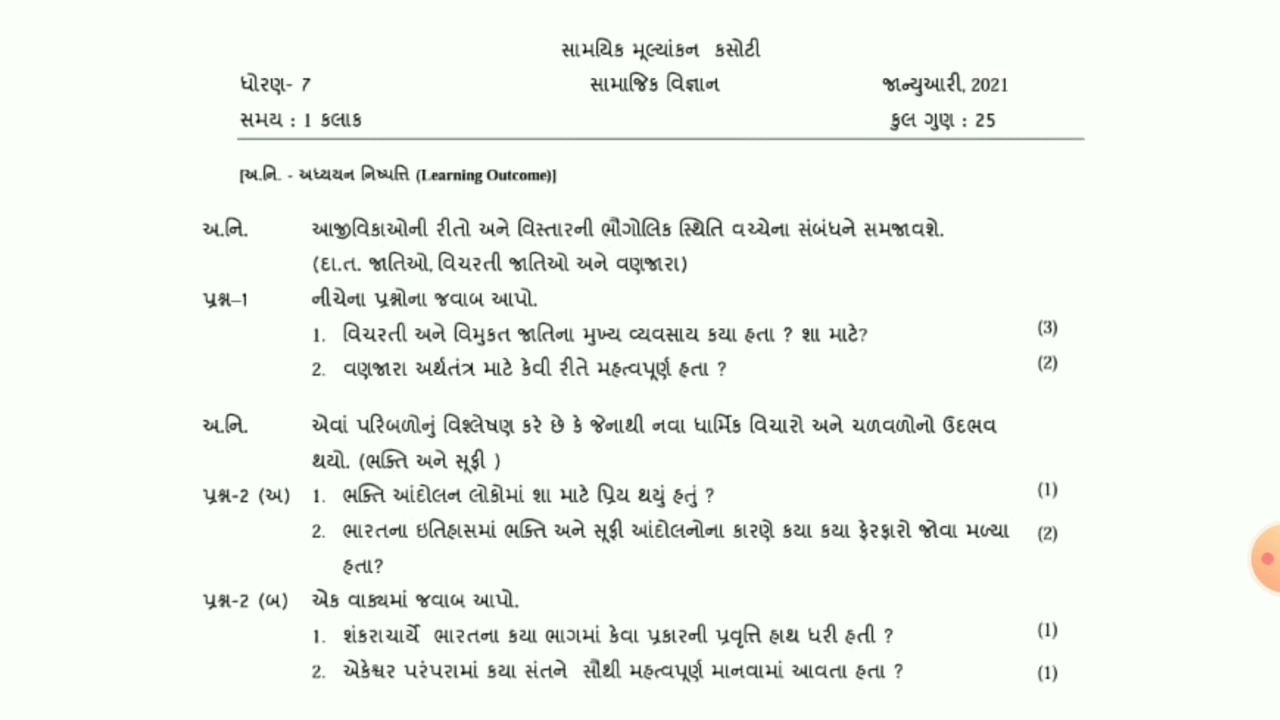 સામયિક મૂલ્યાંકન કસોટી
ધોરણ- 7 સામાજિક વિજ્ઞાન જાન્યુઆરી, 2021
સમય : 1 કલાક કુલ ગુણ : 25
[અ.નિ. - અધ્યયન નિષ્પત્તિ (Learning Outcome)]
અ.નિ. આજીવિકાઓની રીતો અને વિસ્તારની ભૌગોલિક સ્થિતિ વચ્ચેના સંબંધને સમજાવશે.
(દા.ત. જાતિઓ, વિચરતી જાતિઓ અને વણજારા)
પ્રશ્ન–1 નીચેના પ્રશ્નોના જવાબ આપો.
1. વિચરતી અને વિમુકત જાતિના મુખ્ય વ્યવસાય કયા હતા ? શા માટે? (3)
2. વણજારા અર્થતંત્ર માટે કેવી રીતે મહત્વપૂર્ણ હતા ? (2)
અ.નિ. એવાં પરિબળોનું વિશ્લેષણ કરે છે કે જેનાથી નવા ધાર્મિક વિચારો અને ચળવળોનો ઉદભવ
થયો. (ભક્તિ અને સૂફી )
પ્રશ્ન-2 (અ) 1. ભક્તિ આંદોલન લોકોમાં શા માટે પ્રિય થયું હતું ? (1)
2. ભારતના ઇતિહાસમાં ભક્તિ અને સૂફી આંદોલનોના કારણે કયા કયા ફેરફારો જોવા મળ્યા (2)
હતા?
પ્રશ્ન-2 (બ) એક વાક્યમાં જવાબ આપો.
1. શંકરાચાર્યે ભારતના કયા ભાગમાં કેવા પ્રકારની પ્રવૃત્તિ હાથ ધરી હતી ? (1)
2. એકેશ્વર પરંપરામાં કયા સંતને સૌથી મહત્વપૂર્ણ માનવામાં આવતા હતા ? (1)